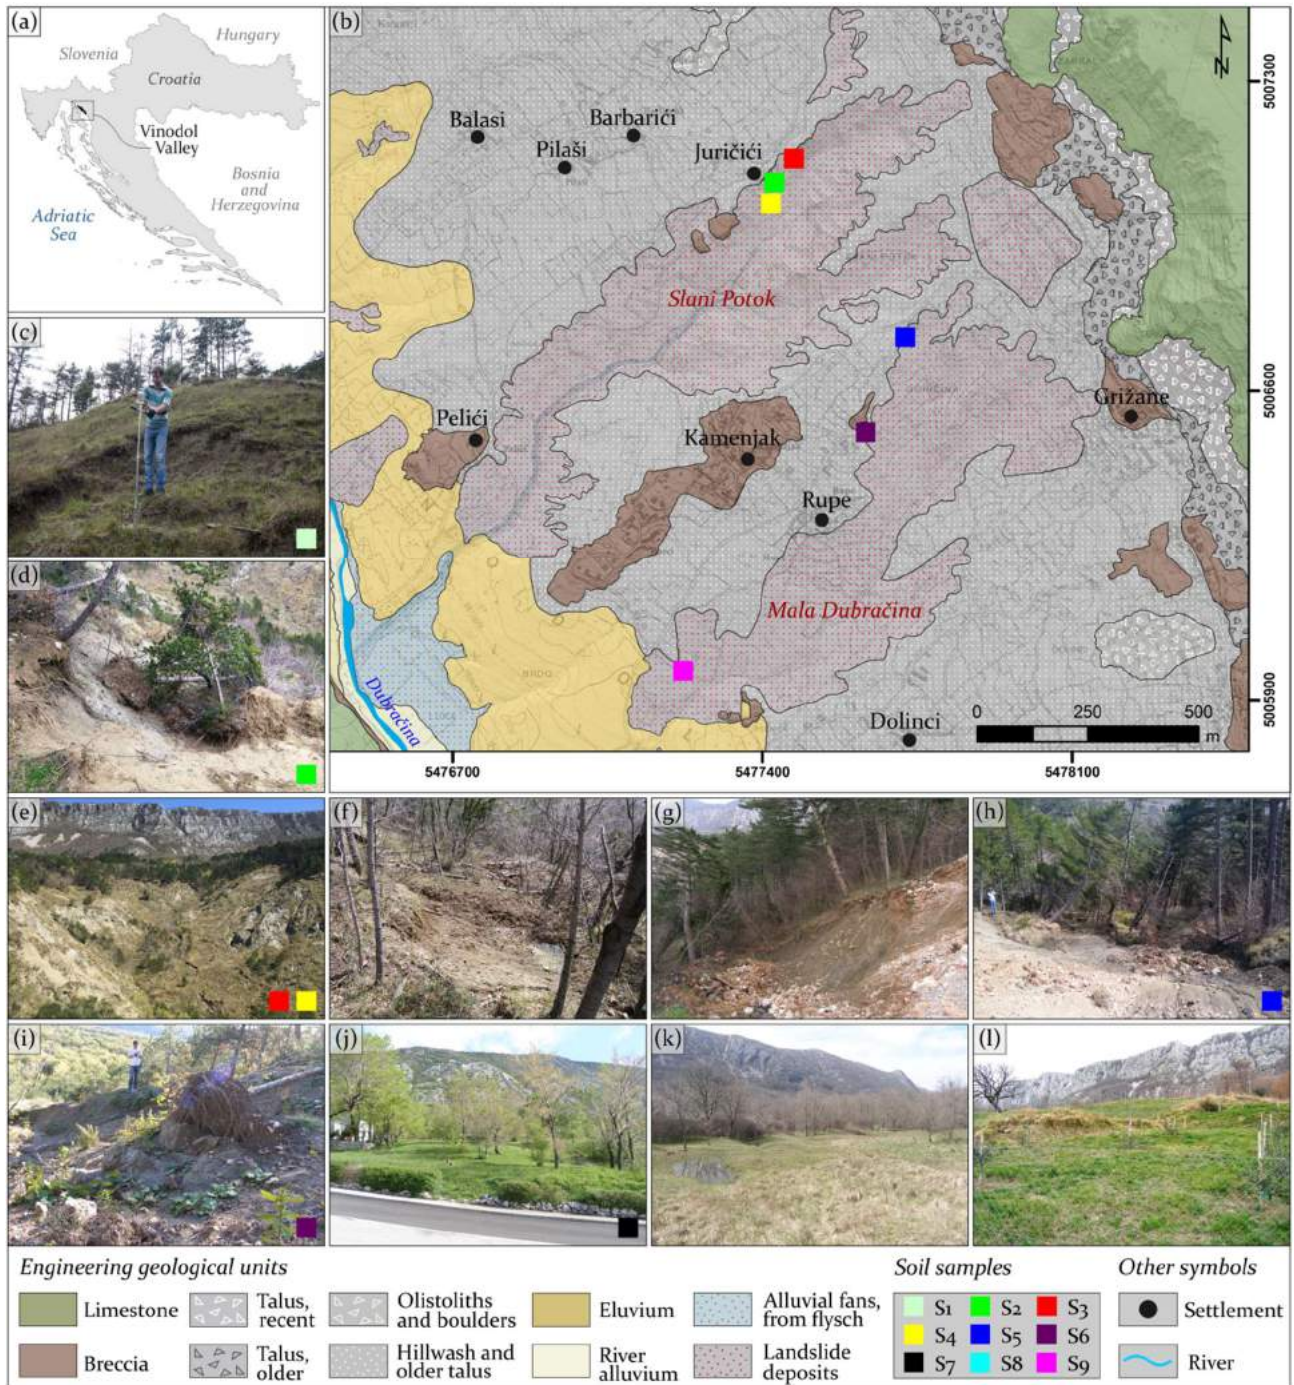 (a)
Hungary
Slovenia
Croatia
Vinodol
Valley
Bosnia
and
Herzegovina
Adriatic
Sea
(b)
N
5007300
5006600
5005900
Balasi
Barbarići
Pilaši
Juričići
Slani Potok
Pelići
Kamenjak
Grižane
Rupe
Mala Dubračina
Dubračina
Dolinci
0 250 500
m
5476700
5477400
5478100
(c)
(d)
(e)
(f)
(g)
(h)
(i)
(j)
(k)
(l)
Engineering geological units
Limestone
Talus,
recent
Olistoliths
and boulders
Eluvium
Alluvial fans,
from flysch
Breccia
Talus,
older
Hillwash and
older talus
River
alluvium
Landslide
deposits
Soil samples
S1 S2 S3
S4 S5 S6
S7 S8 S9
Other symbols
Settlement
River